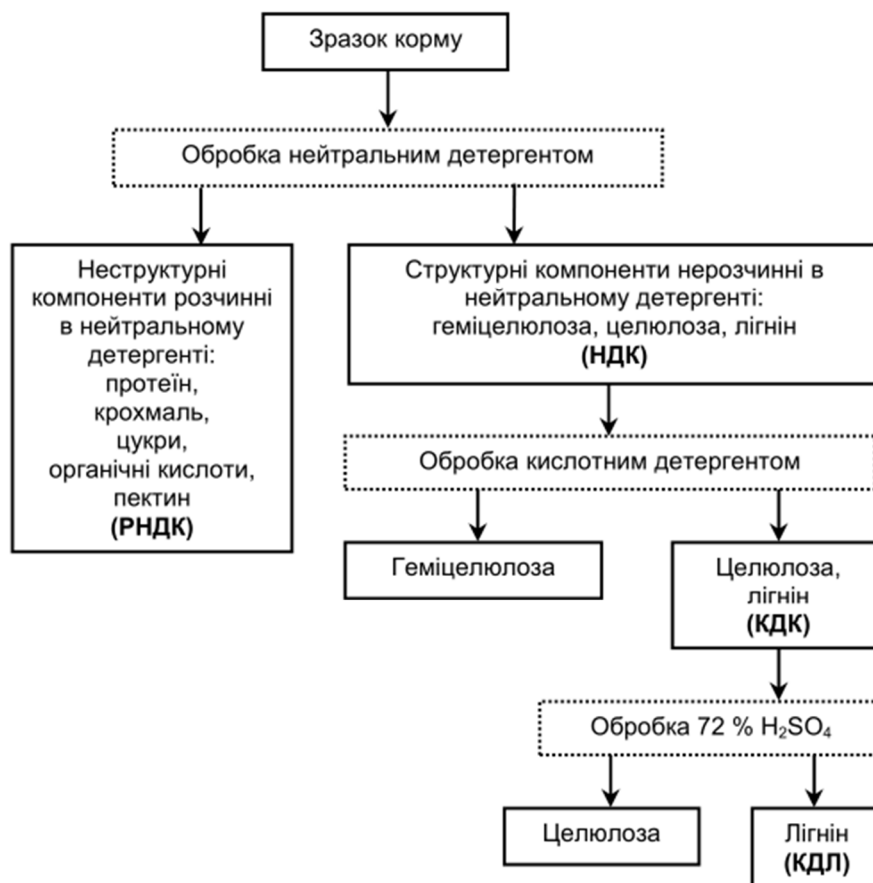 Зразок корму
Обробка нейтральним детергентом
Неструктурні
компоненти розчинні
в нейтральному
детергенті:
протеїн,
крохмаль,
цукри,
органічні кислоти,
пектин
(РНДК)
Структурні компоненти нерозчинні в
нейтральному детергенті:
геміцелюлоза, целюлоза, лігнін
(НДК)
Обробка кислотним детергентом
Геміцелюлоза
Целюлоза,
лігнін
(КДК)
Обробка 72 % H₂SO₄
Целюлоза
Лігнін
(КДЛ)